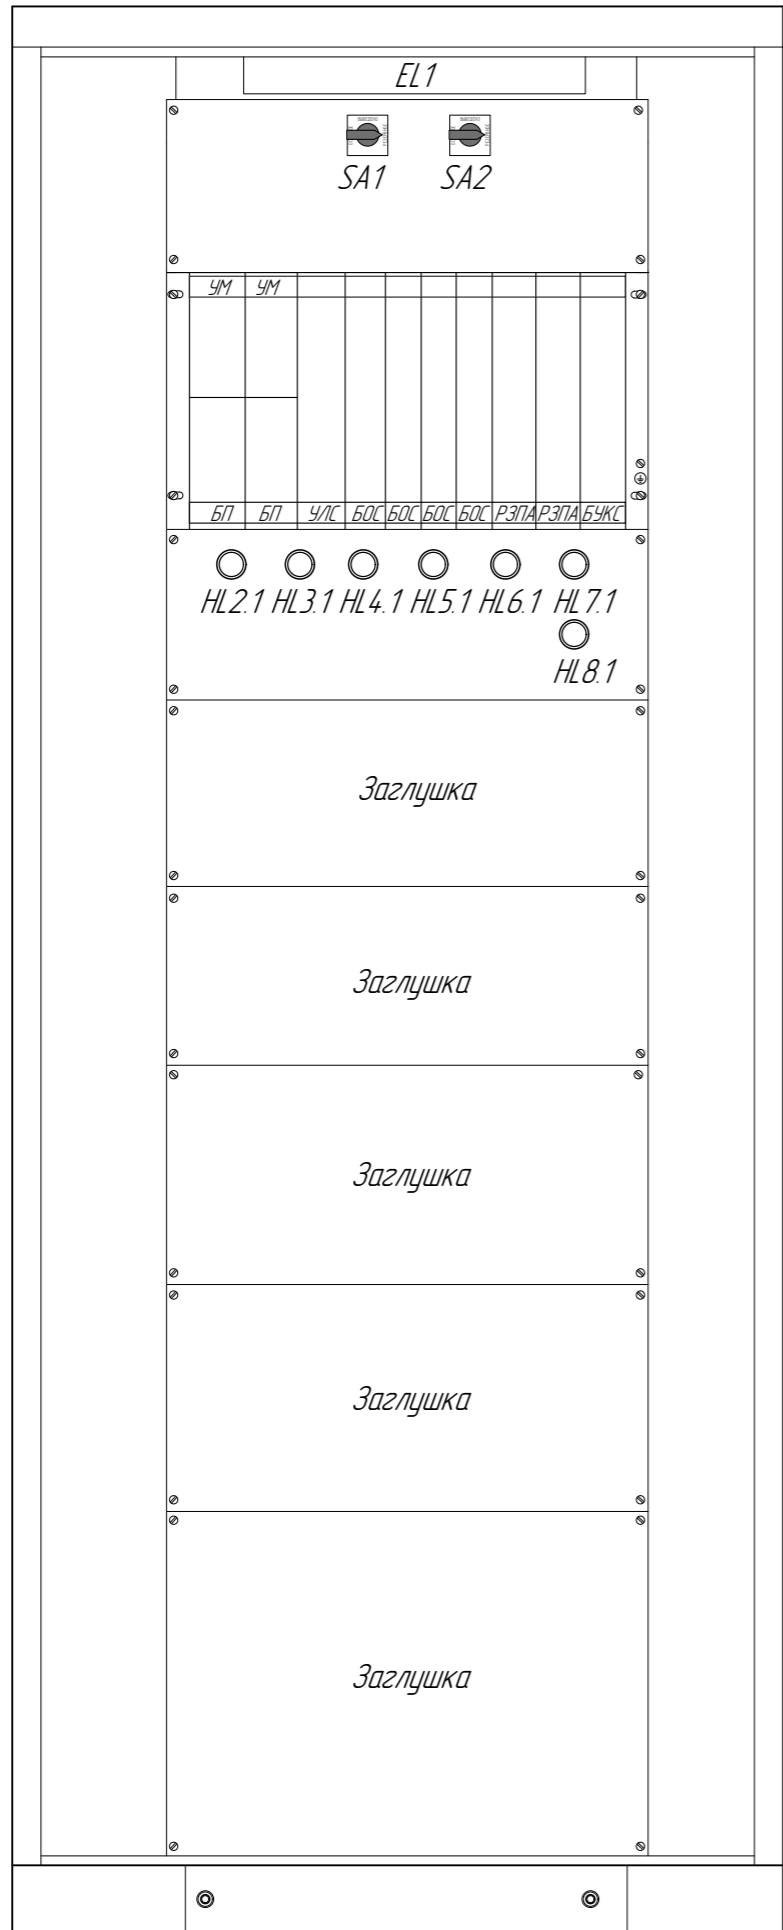 EL1
SA1 SA2
УМ УМ
БП БП УЛС БОС БОС БОС БОС РЗПА РЗПА БУКС
HL2.1 HL3.1 HL4.1 HL5.1 HL6.1 HL7.1
HL8.1
Заглушка
Заглушка
Заглушка
Заглушка
Заглушка